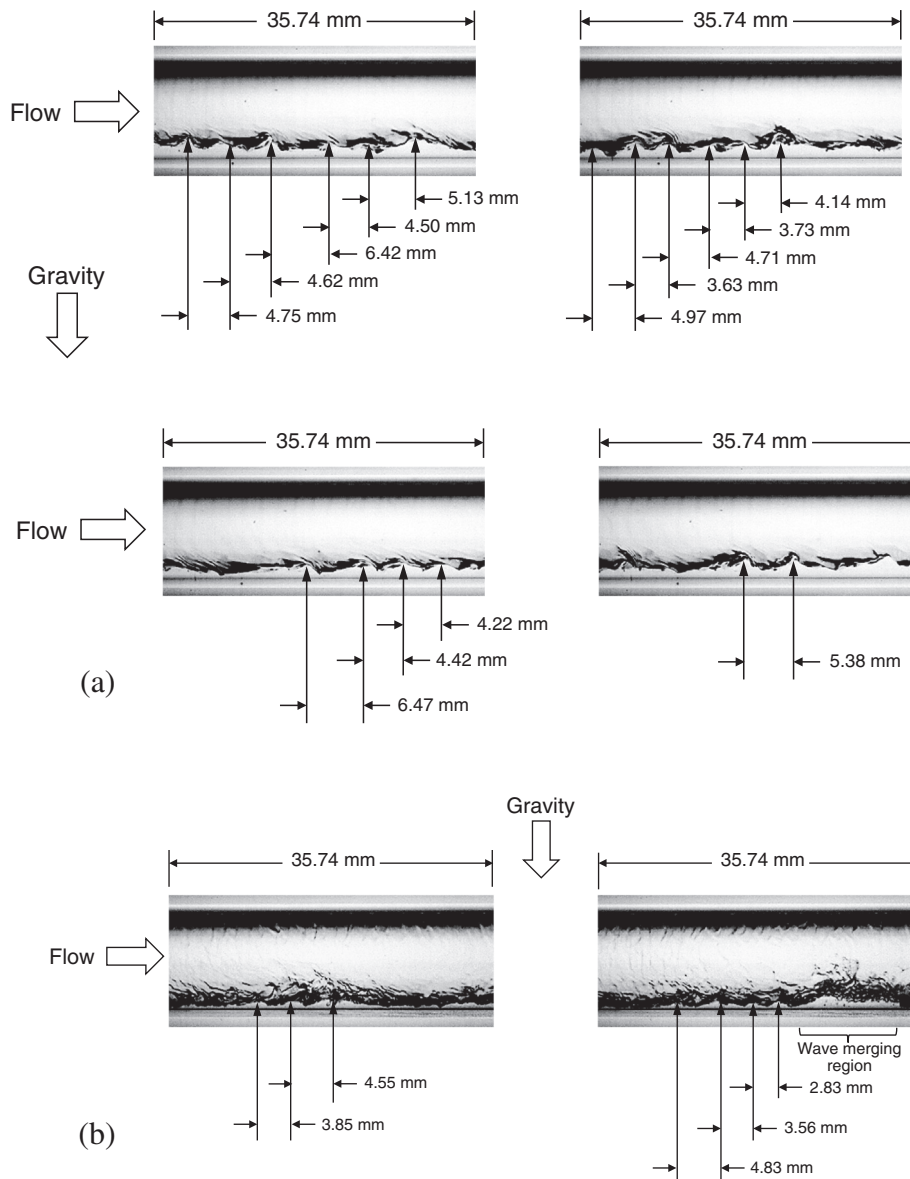 35.74 mm
35.74 mm
Flow
5.13 mm
4.50 mm
6.42 mm
4.62 mm
4.75 mm
4.14 mm
3.73 mm
4.71 mm
3.63 mm
4.97 mm
Gravity
35.74 mm
35.74 mm
Flow
4.22 mm
4.42 mm
6.47 mm
5.38 mm
(a)
Gravity
35.74 mm
35.74 mm
Flow
Wave merging
region
4.55 mm
3.85 mm
2.83 mm
3.56 mm
4.83 mm
(b)